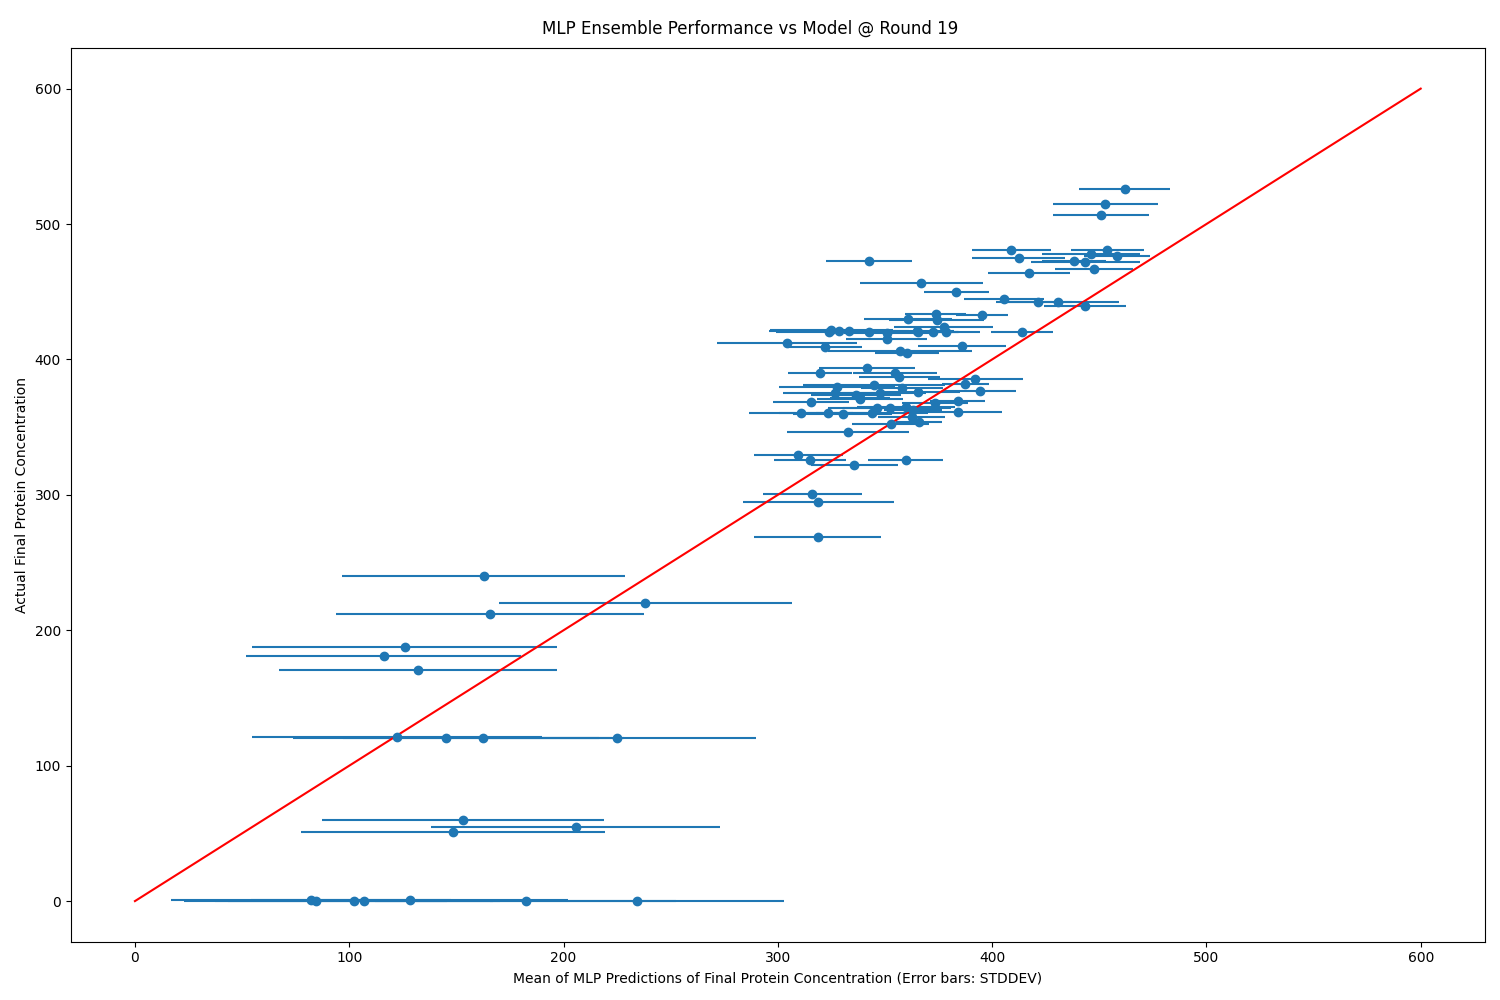 MLP Ensemble Performance vs Model @ Round 19
600
500
400
300
200
100
0
Actual Final Protein Concentration
0 100 200 300 400 500 600
Mean of MLP Predictions of Final Protein Concentration (Error bars: STDDEV)